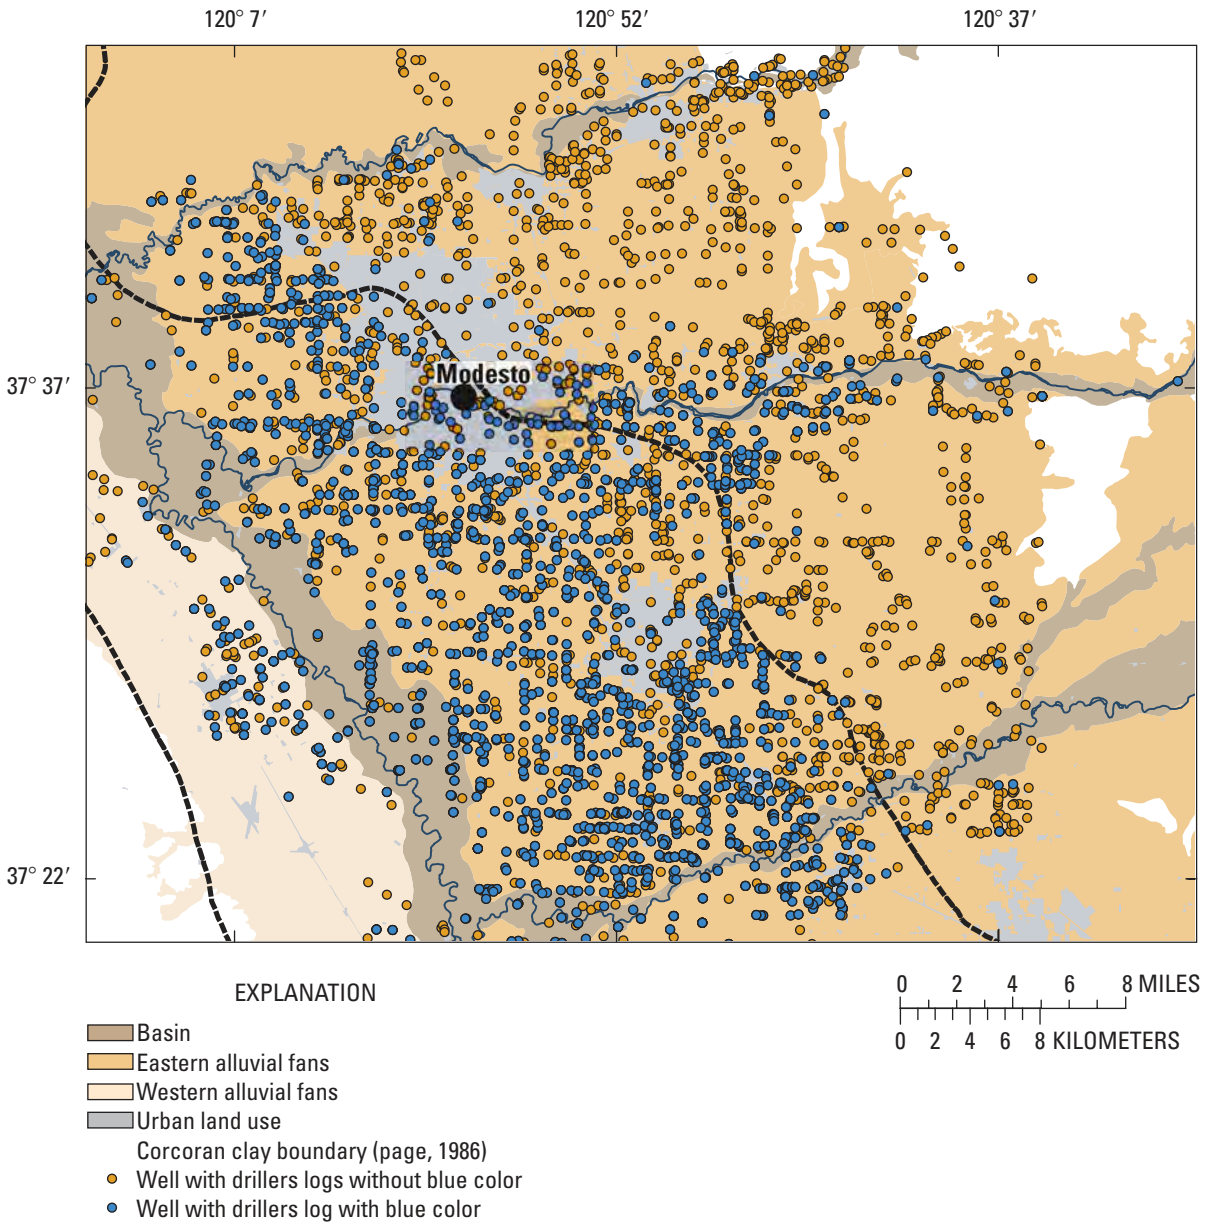 120° 7′ 120° 52′ 120° 37′
Modesto
37° 37′
37° 22′
EXPLANATION
Basin
Eastern alluvial fans
Western alluvial fans
Urban land use
Corcoran clay boundary (page, 1986)
Well with drillers logs without blue color
Well with drillers log with blue color
0 2 4 6 8 MILES
0 2 4 6 8 KILOMETERS